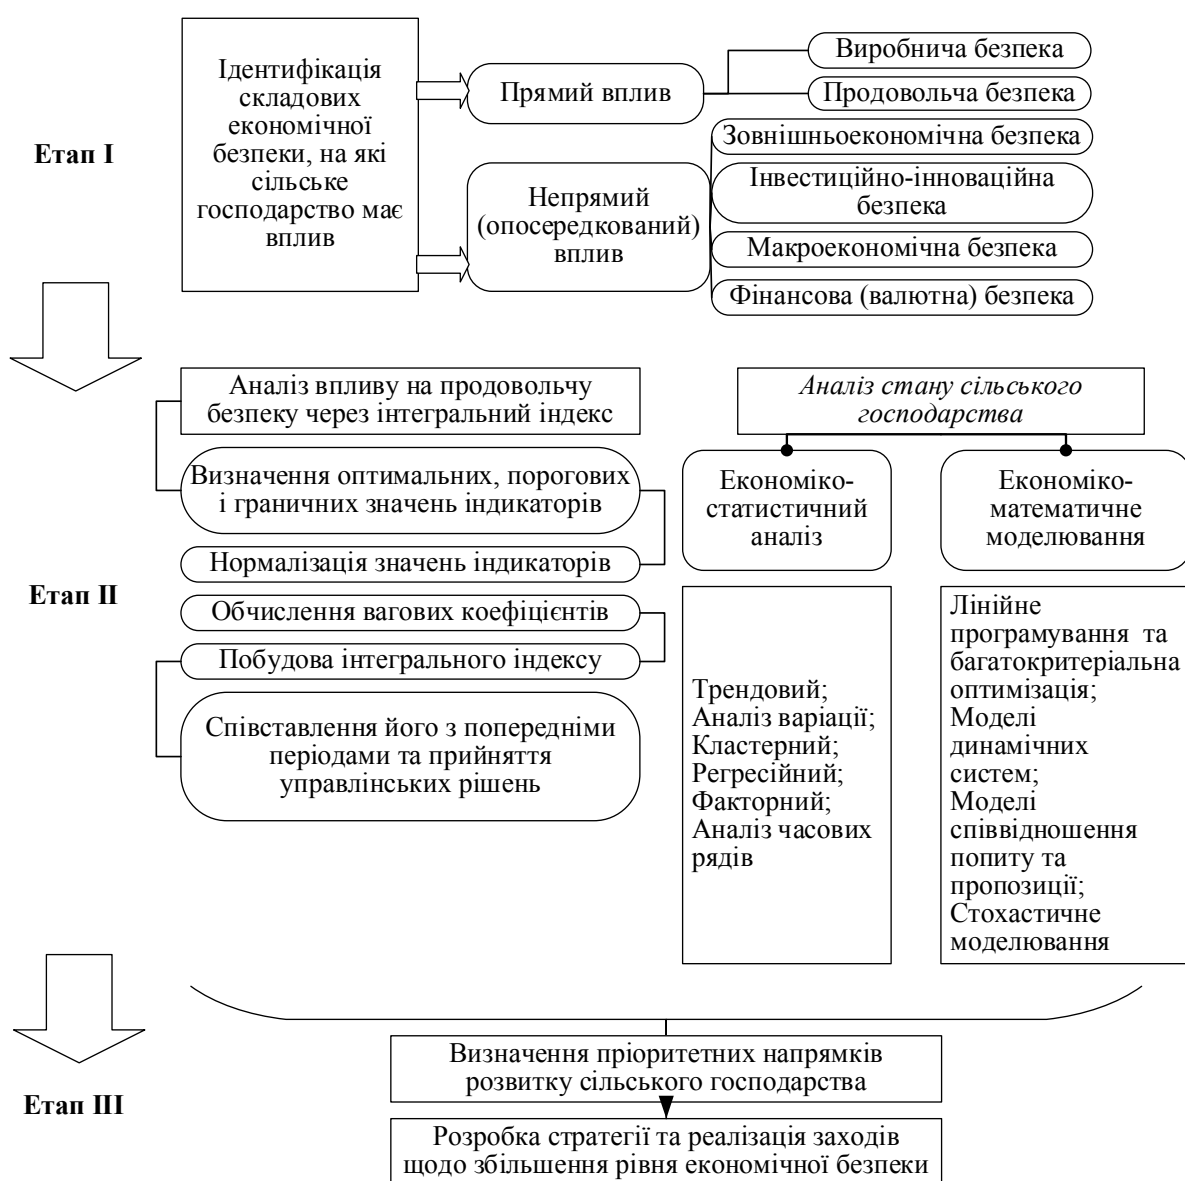 Етап I
Ідентифікація
складових
економічної
безпеки, на які
сільське
господарство має
вплив
Прямий вплив
Виробнича безпека
Продовольча безпека
Непрямий
(опосередкований)
вплив
Зовнішньоекономічна безпека
Інвестиційно-інноваційна
безпека
Макроекономічна безпека
Фінансова (валютна) безпека
Етап II
Аналіз впливу на продовольчу
безпеку через інтегральний індекс
Визначення оптимальних, порогових
і граничних значень індикаторів
Нормалізація значень індикаторів
Обчислення вагових коефіцієнтів
Побудова інтегрального індексу
Співставлення його з попередніми
періодами та прийняття
управлінських рішень
Аналіз стану сільського
господарства
Економіко-
статистичний
аналіз
Трендовий;
Аналіз варіації;
Кластерний;
Регресійний;
Факторний;
Аналіз часових
рядів
Економіко-
математичне
моделювання
Лінійне
програмування та
багатокритеріальна
оптимізація;
Моделі
динамічних
систем;
Моделі
співвідношення
попиту та
пропозиції;
Стохастичне
моделювання
Етап III
Визначення пріоритетних напрямків
розвитку сільського господарства
Розробка стратегії та реалізація заходів
щодо збільшення рівня економічної безпеки